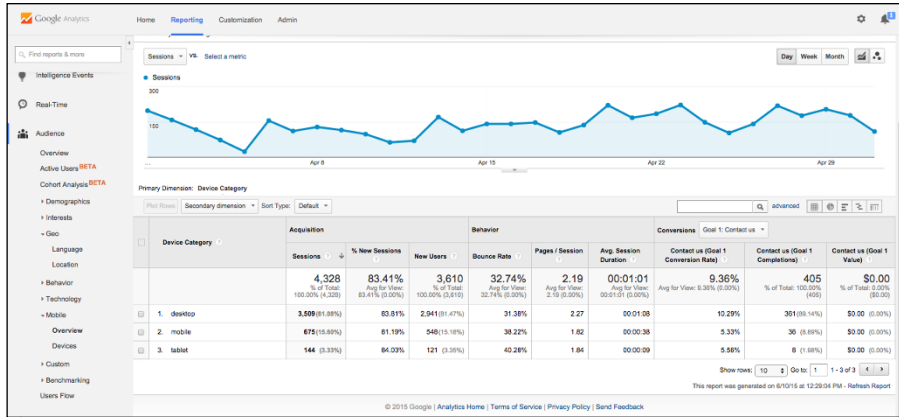 Google Analytics
Home Reporting Customization Admin
Find reports & more
Intelligence Events
Real-Time
Audience
Overview
Active Users BETA
Cohort Analysis BETA
Demographics
Interests
Geo
Language
Location
Behavior
Technology
Mobile
Overview
Devices
Custom
Benchmarking
Users Flow
Sessions VS. Select a metric
Day Week Month
Sessions
300
150
... Apr 8 Apr 15 Apr 22 Apr 29
Primary Dimension: Device Category
Plot Rows Secondary dimension Sort Type: Default advanced
Device Category Acquisition Behavior Conversions Goal 1: Contact us
Sessions % New Sessions New Users Bounce Rate Pages / Session Avg. Session Duration Contact us (Goal 1 Conversion Rate) Contact us (Goal 1 Completions) Contact us (Goal 1 Value)
4,328 83.41% 3,610 32.74% 2.19 00:01:01 9.36% 405 $0.00
% of Total: 100.00% (4,328) Avg for View: 83.41% (0.00%) % of Total: 100.00% (3,610) Avg for View: 32.74% (0.00%) Avg for View: 2.19 (0.00%) Avg for View: 00:01:01 (0.00%) Avg for View: 9.36% (0.00%) % of Total: 100.00% (405) % of Total: 0.00% ($0.00)
1. desktop 3,509 (81.08%) 83.81% 2,941 (81.47%) 31.38% 2.27 00:01:08 10.29% 361 (89.14%) $0.00 (0.00%)
2. mobile 675 (15.60%) 81.19% 548 (15.18%) 38.22% 1.82 00:00:38 5.33% 36 (8.89%) $0.00 (0.00%)
3. tablet 144 (3.33%) 84.03% 121 (3.35%) 40.28% 1.84 00:00:09 5.56% 8 (1.98%) $0.00 (0.00%)
Show rows: 10 Go to: 1 1 - 3 of 3
This report was generated on 6/10/15 at 12:29:04 PM - Refresh Report
© 2015 Google | Analytics Home | Terms of Service | Privacy Policy | Send Feedback